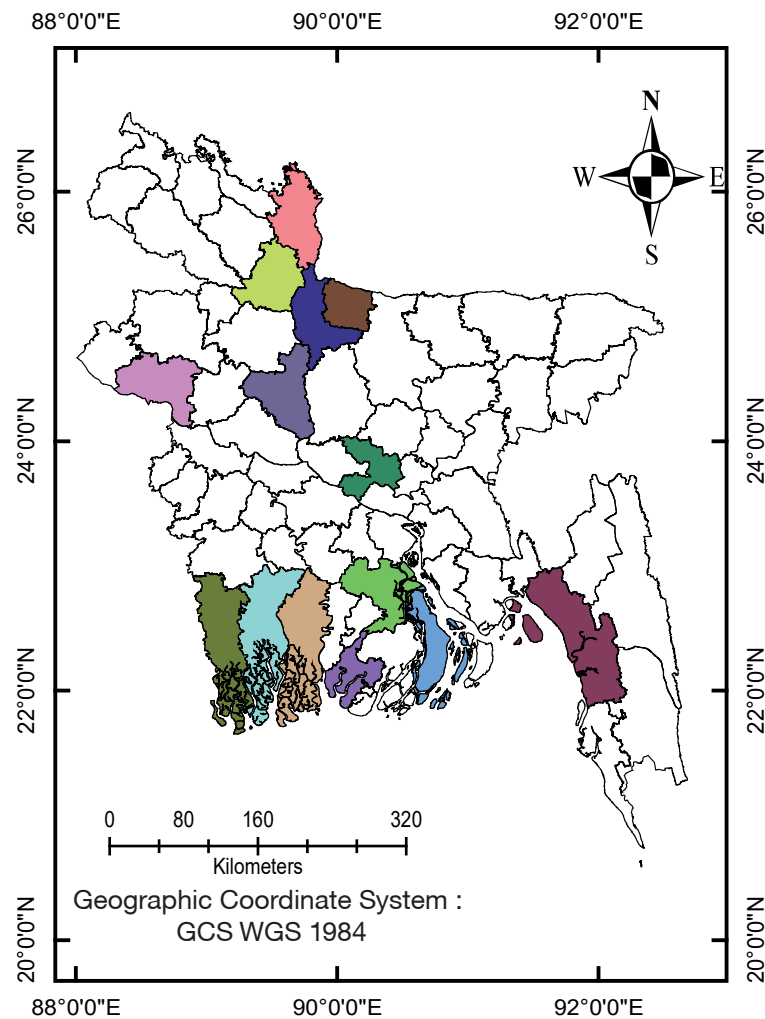 88°0'0"E 90°0'0"E 92°0'0"E
N
W E
S
26°0'0"N 26°0'0"N
24°0'0"N 24°0'0"N
22°0'0"N 22°0'0"N
0 80 160 320
Kilometers
Geographic Coordinate System :
GCS WGS 1984
20°0'0"N 20°0'0"N
88°0'0"E 90°0'0"E 92°0'0"E